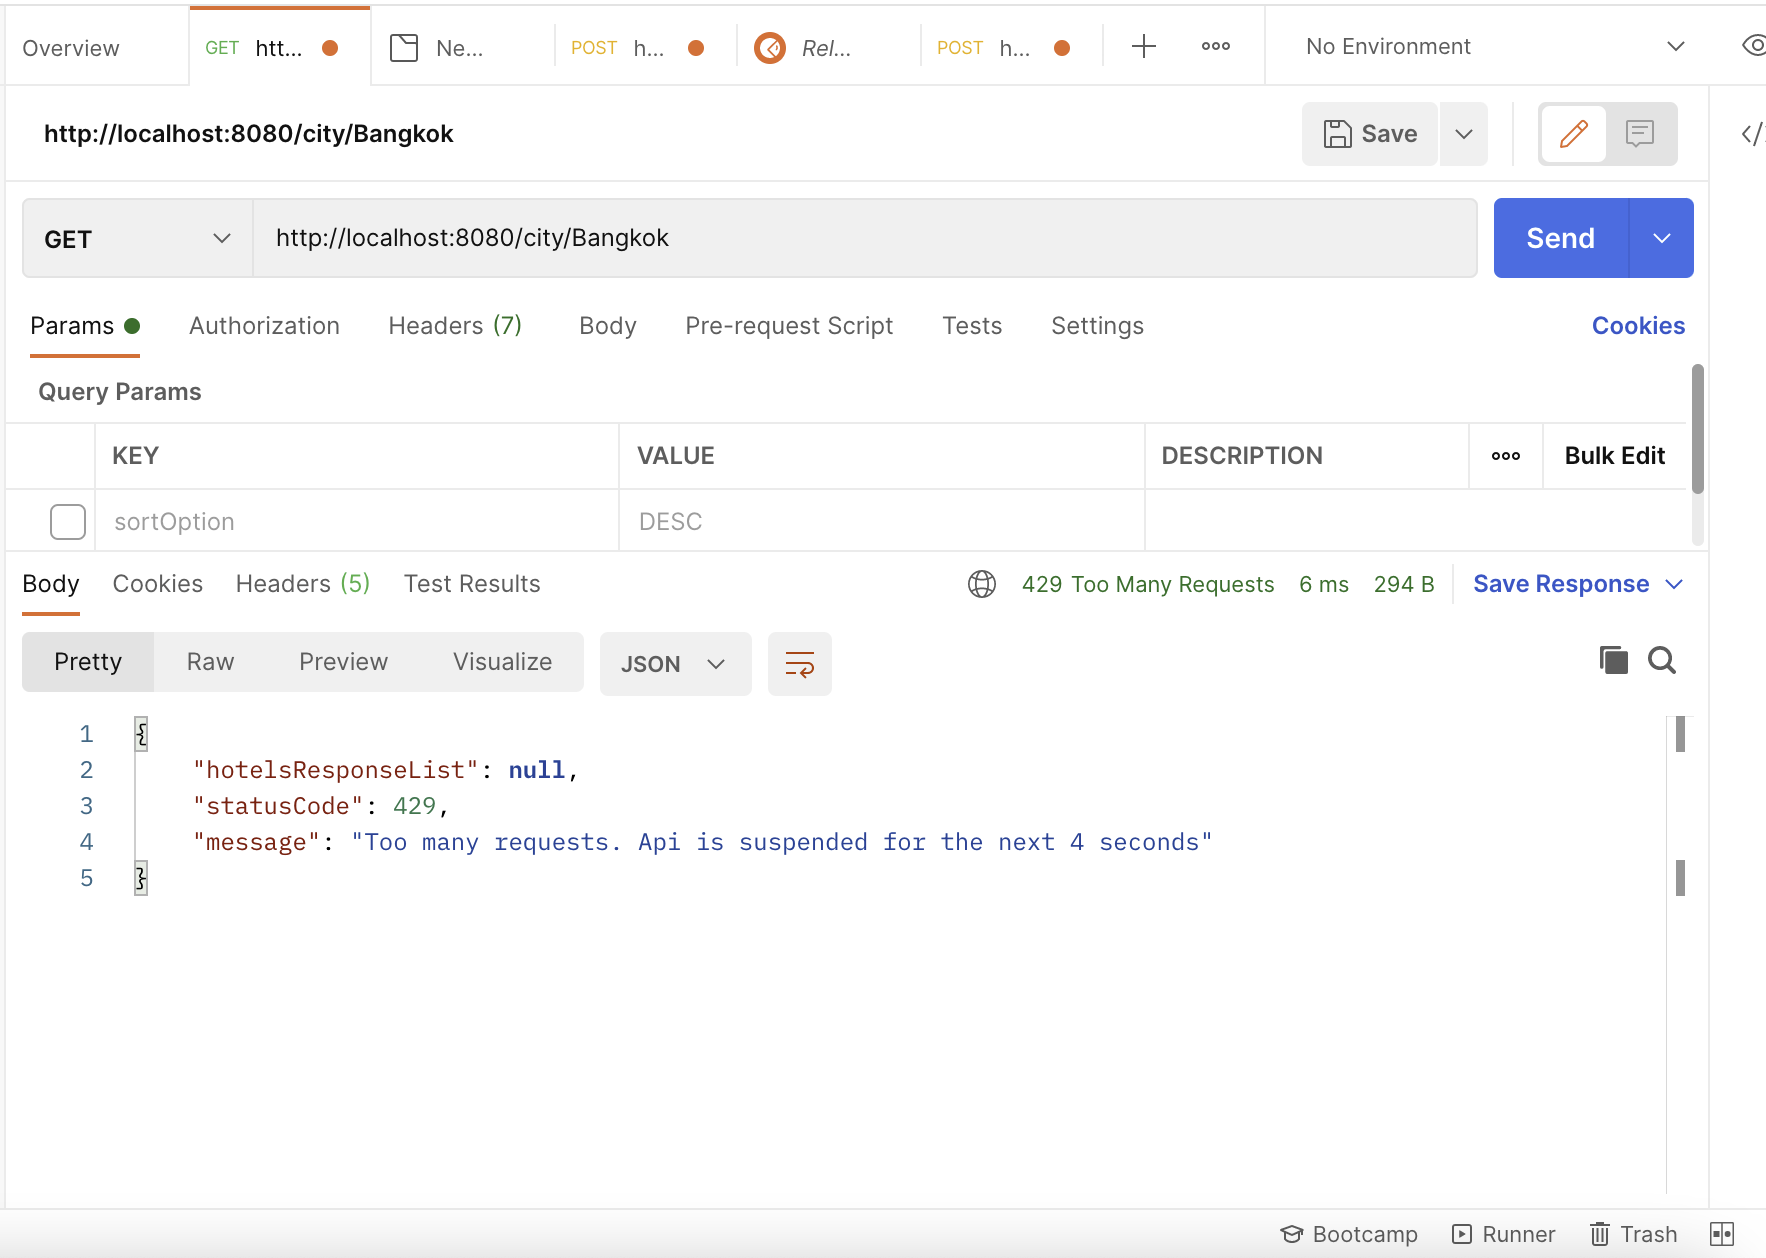 Overview GET htt... Ne... POST h... Rel... POST h... No Environment
http://localhost:8080/city/Bangkok Save
GET http://localhost:8080/city/Bangkok Send
Params Authorization Headers (7) Body Pre-request Script Tests Settings Cookies
Query Params
KEY VALUE DESCRIPTION Bulk Edit
sortOption DESC
Body Cookies Headers (5) Test Results 429 Too Many Requests 6 ms 294 B Save Response
Pretty Raw Preview Visualize JSON
1 {
2 "hotelsResponseList": null,
3 "statusCode": 429,
4 "message": "Too many requests. Api is suspended for the next 4 seconds"
5 }
Bootcamp Runner Trash